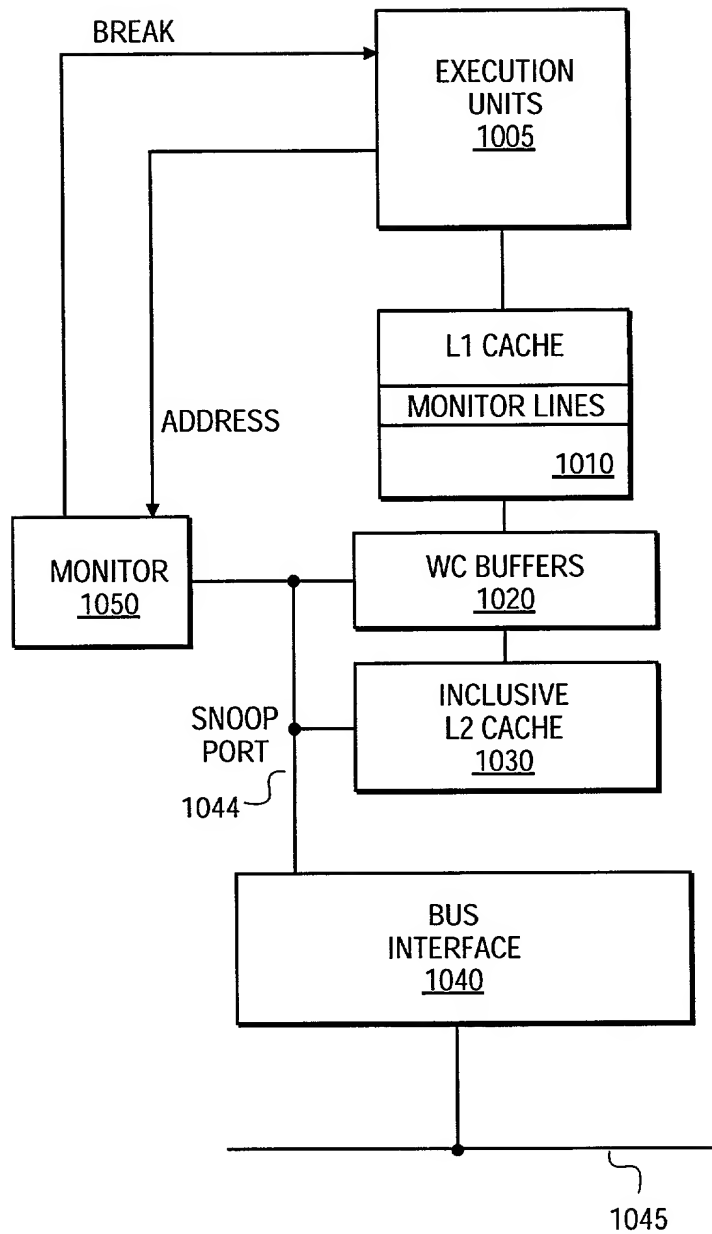 BREAK
EXECUTION
UNITS
1005
L1 CACHE
MONITOR LINES
1010
ADDRESS
MONITOR
1050
WC BUFFERS
1020
INCLUSIVE
L2 CACHE
1030
SNOOP
PORT
1044
BUS
INTERFACE
1040
1045